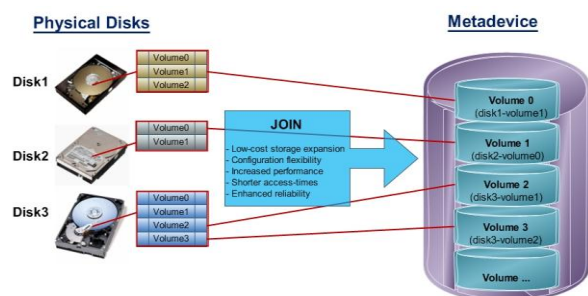 Physical Disks
Metadevice
Disk1
Volume0
Volume1
Volume2
Disk2
Volume0
Volume1
Disk3
Volume0
Volume1
Volume2
Volume3
JOIN
- Low-cost storage expansion
- Configuration flexibility
- Increased performance
- Shorter access-times
- Enhanced reliability
Volume 0
(disk1-volume1)
Volume 1
(disk2-volume0)
Volume 2
(disk3-volume1)
Volume 3
(disk3-volume2)
Volume ...